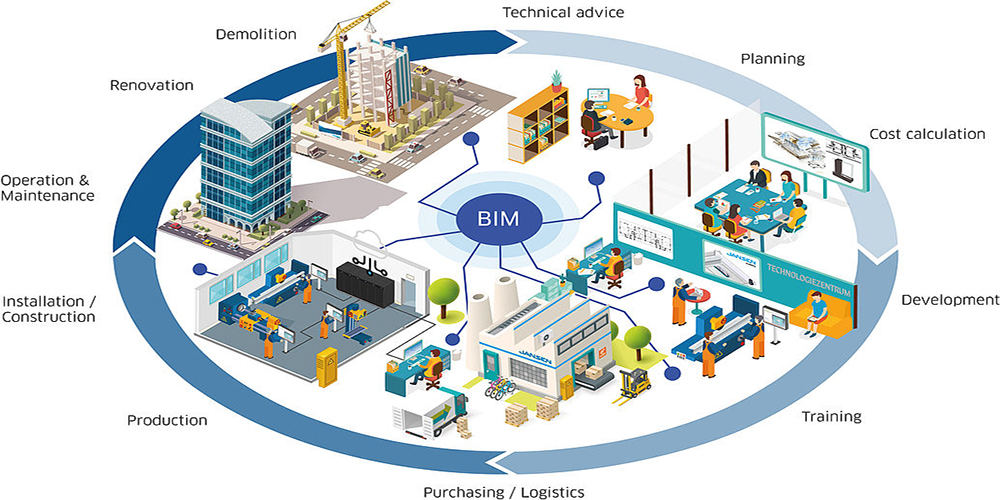 Technical advice
Demolition
Planning
Renovation
Cost calculation
Operation &
Maintenance
BIM
JANSEN
TECHNOLOGIEZENTRUM
Installation /
Construction
Development
JANSEN
Production
Training
Purchasing / Logistics